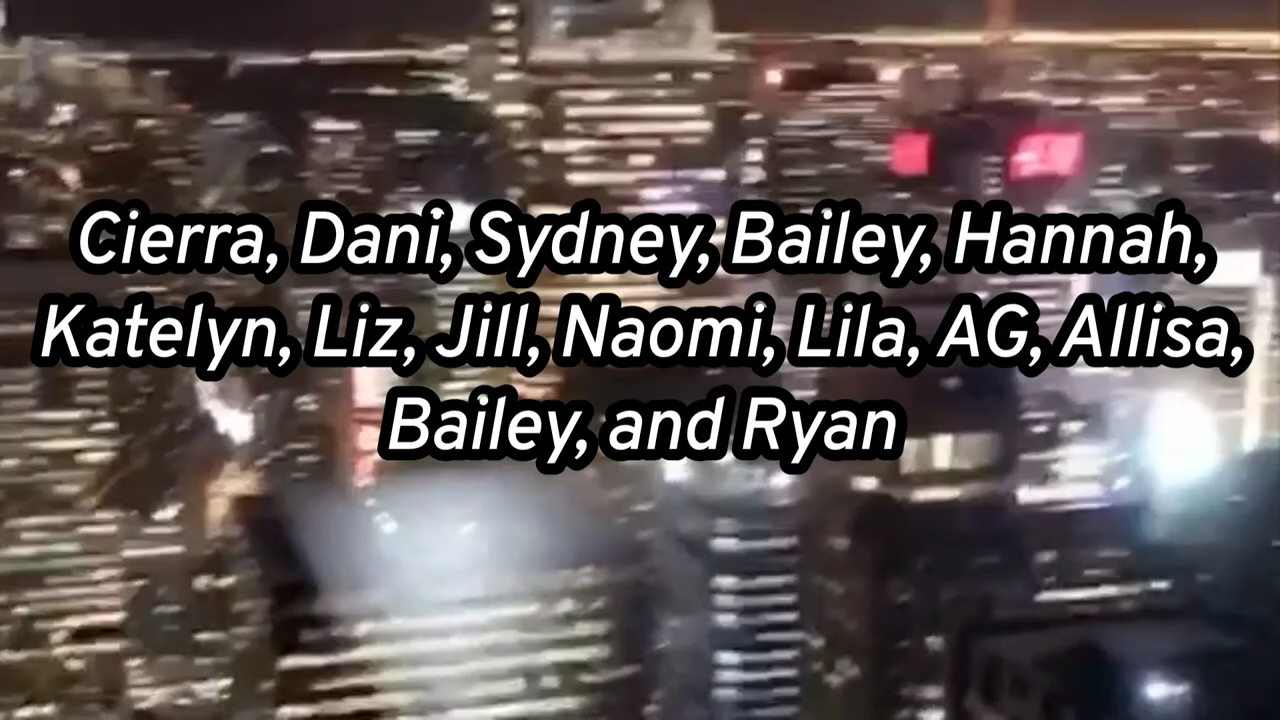 Cierra, Dani, Sydney, Bailey, Hannah,
Katelyn, Liz, Jill, Naomi, Lila, AG, Allisa,
Bailey, and Ryan